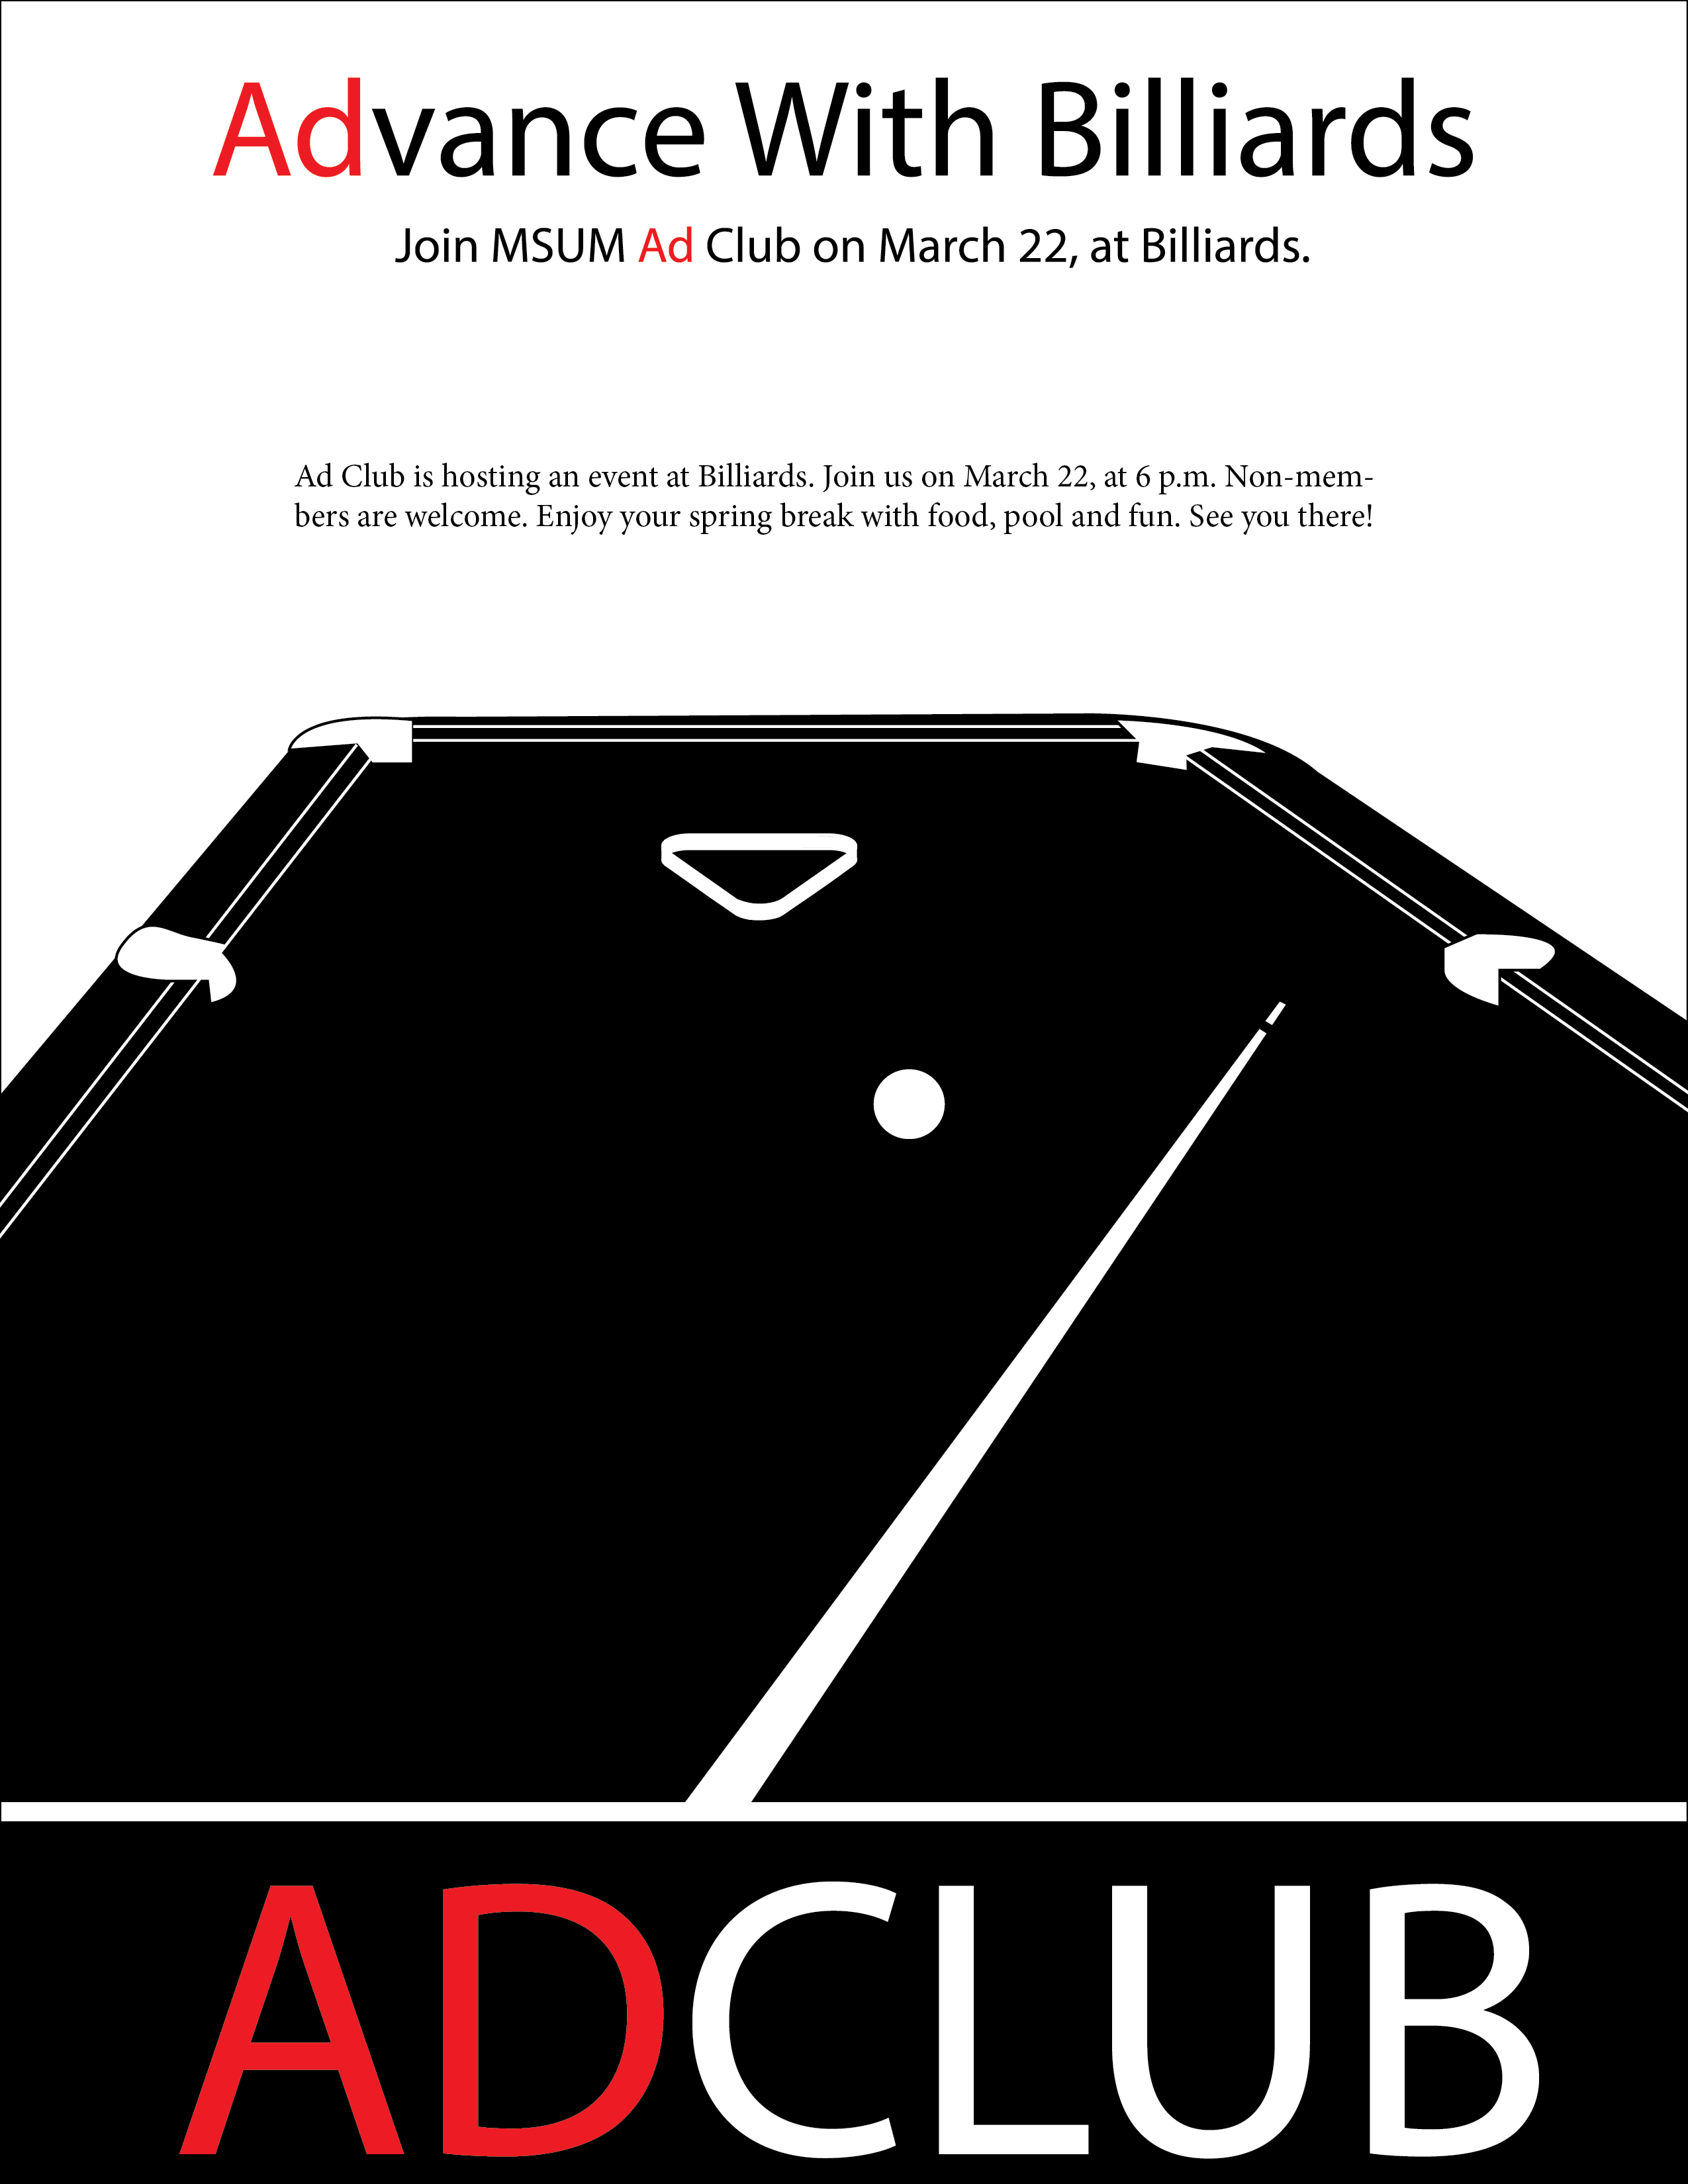 Advance With Billiards
Join MSUM Ad Club on March 22, at Billiards.
Ad Club is hosting an event at Billiards. Join us on March 22, at 6 p.m. Non-mem-
bers are welcome. Enjoy your spring break with food, pool and fun. See you there!
ADCLUB